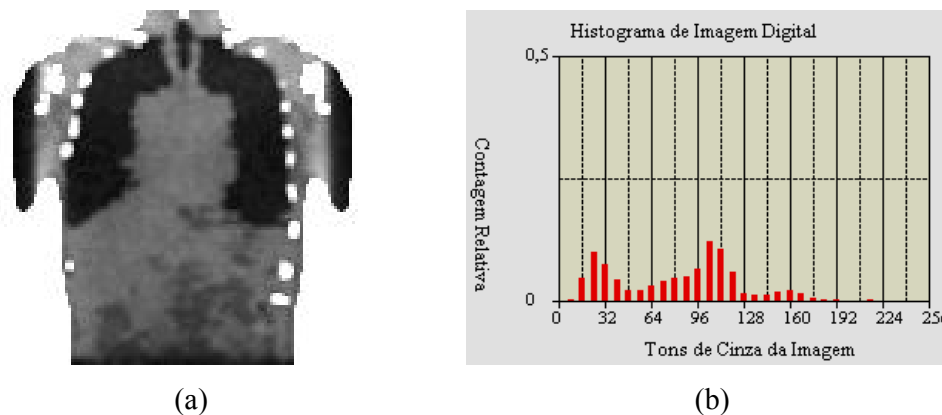 Histograma de Imagem Digital
0,5
Contagem Relativa
0
0 32 64 96 128 160 192 224 256
Tons de Cinza da Imagem
(a) (b)